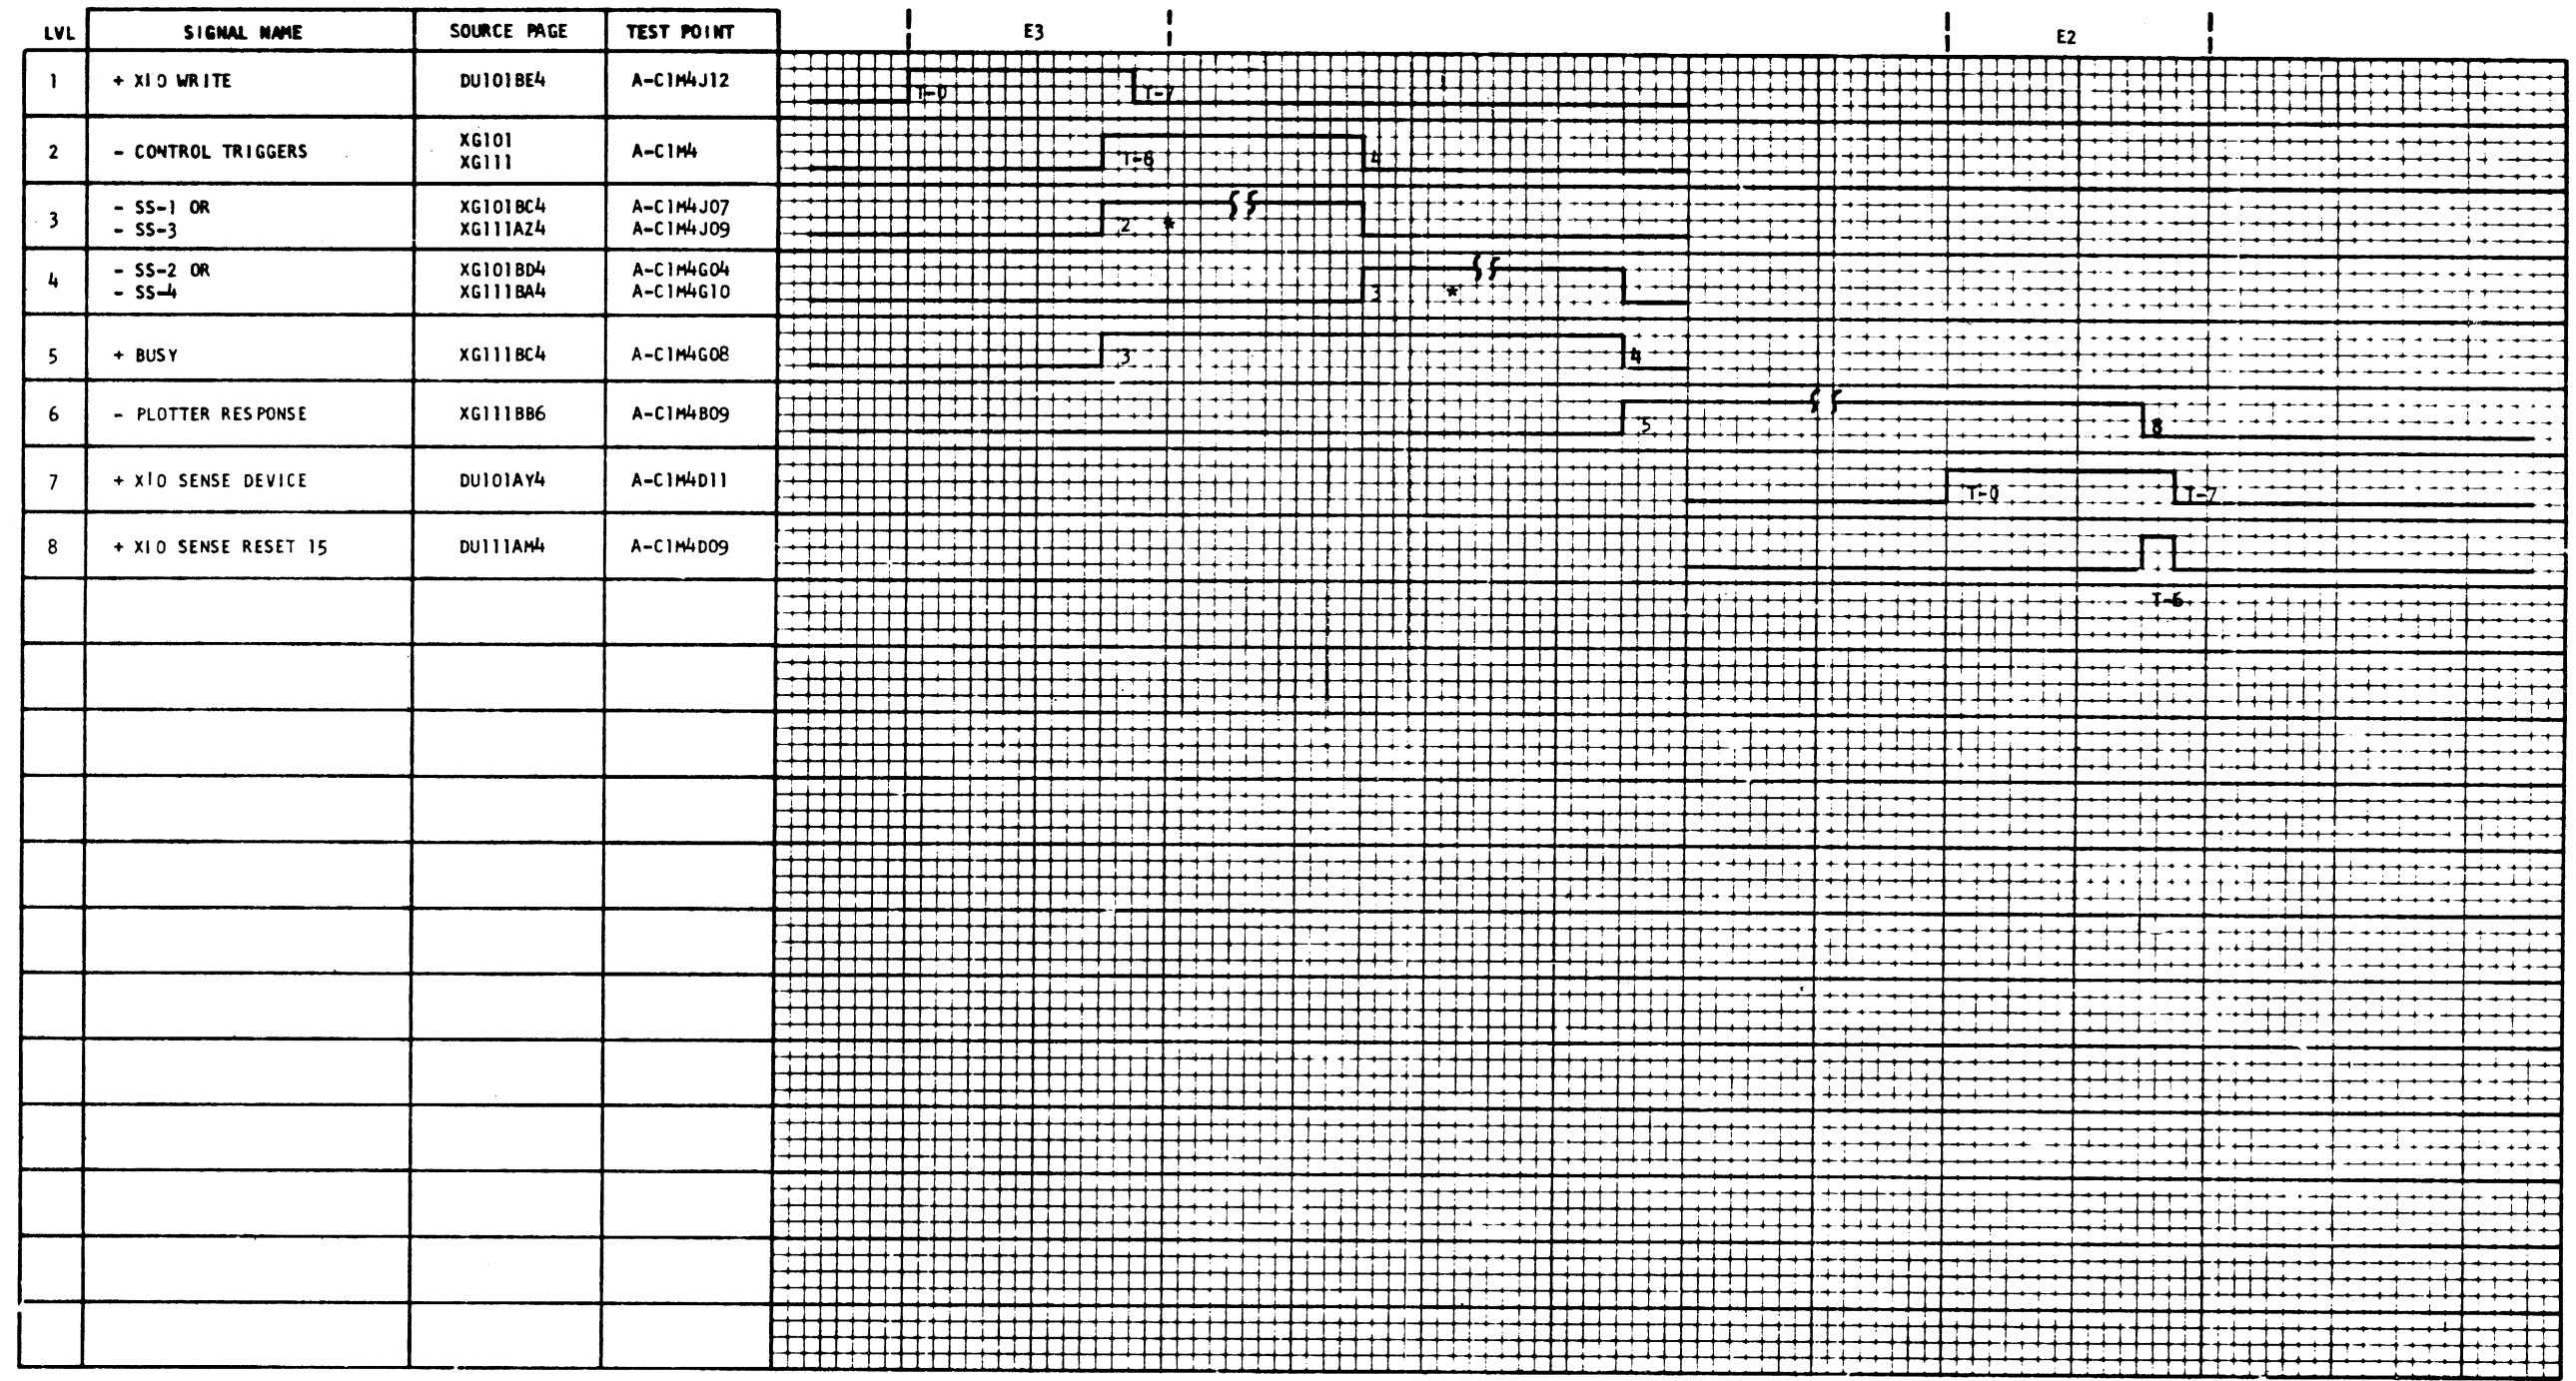 LVL SIGNAL NAME SOURCE PAGE TEST POINT E3 E2
1 + XIO WRITE DU101BE4 A-C1M4J12 T-0 T-7
2 - CONTROL TRIGGERS XG101 XG111 A-C1M4 T-6 4
3 - SS-1 OR XG101BC4 A-C1M4J07
- SS-3 XG111AZ4 A-C1M4J09 2 *
4 - SS-2 OR XG101BD4 A-C1M4G04
- SS-4 XG111BA4 A-C1M4G10 3 *
5 + BUSY XG111BC4 A-C1M4G08 3 4
6 - PLOTTER RESPONSE XG111BB6 A-C1M4B09 5 8
7 + XIO SENSE DEVICE DU101AY4 A-C1M4D11 T-0 T-7
8 + XIO SENSE RESET 15 DU111AM4 A-C1M4D09
T-6